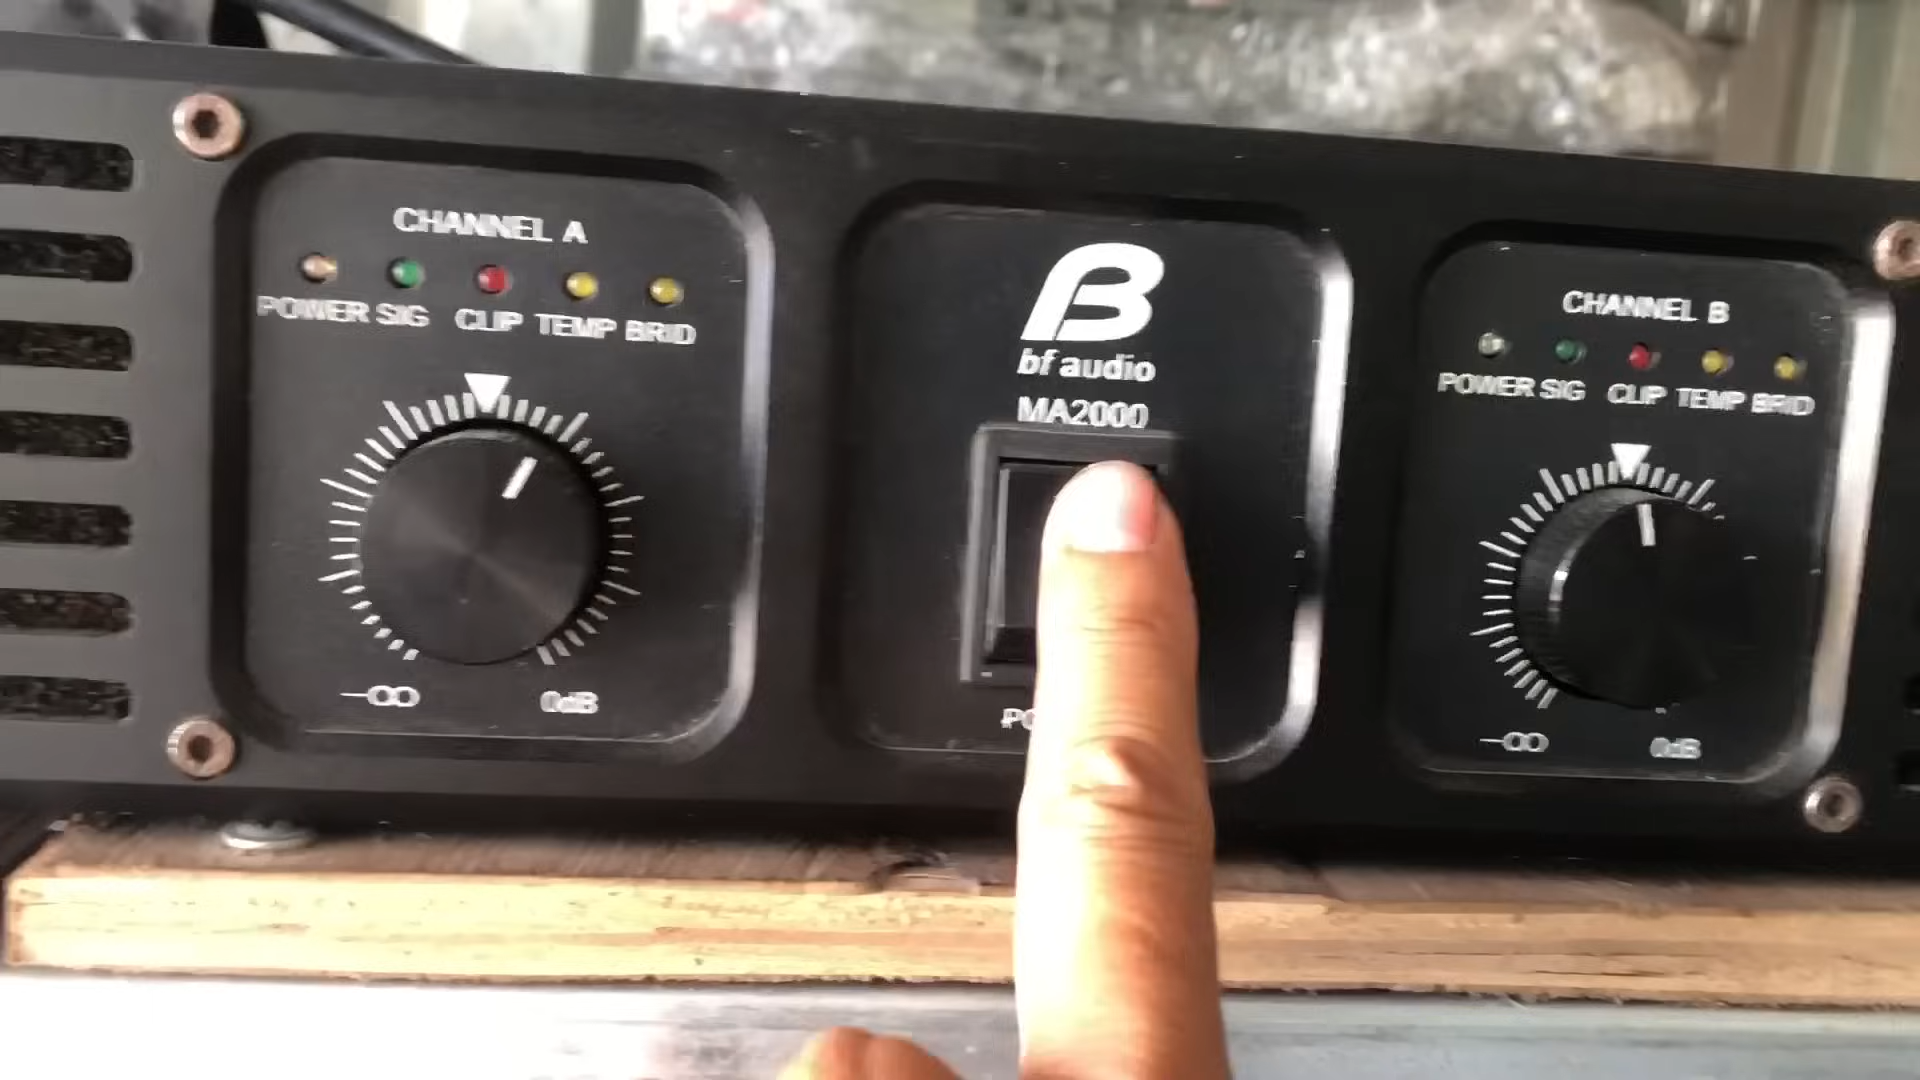 CHANNEL A
POWER SIG CLIP TEMP BRID
-∞ 0dB
bf audio
MA2000
CHANNEL B
POWER SIG CLIP TEMP BRID
-∞ 0dB